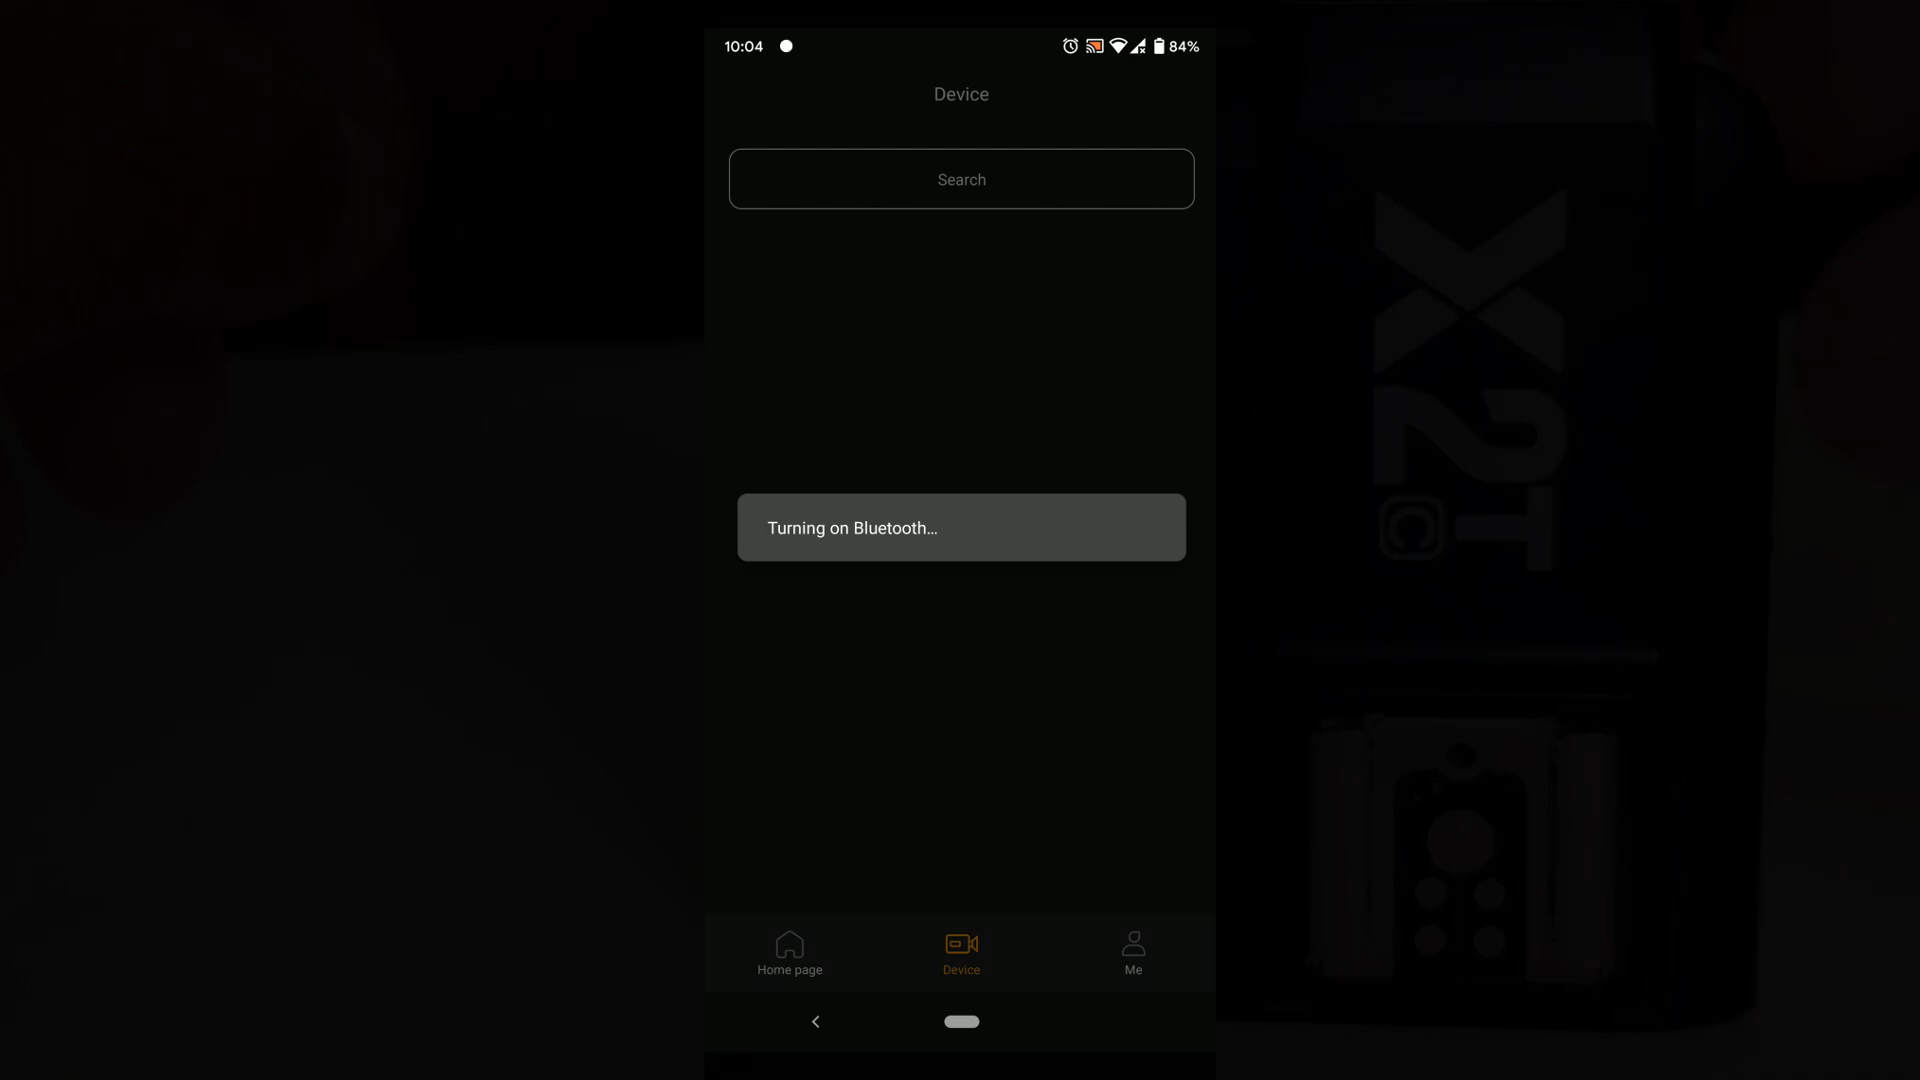 10:04
84%
Device
Search
Turning on Bluetooth...
Home page
Device
Me
X2T
C